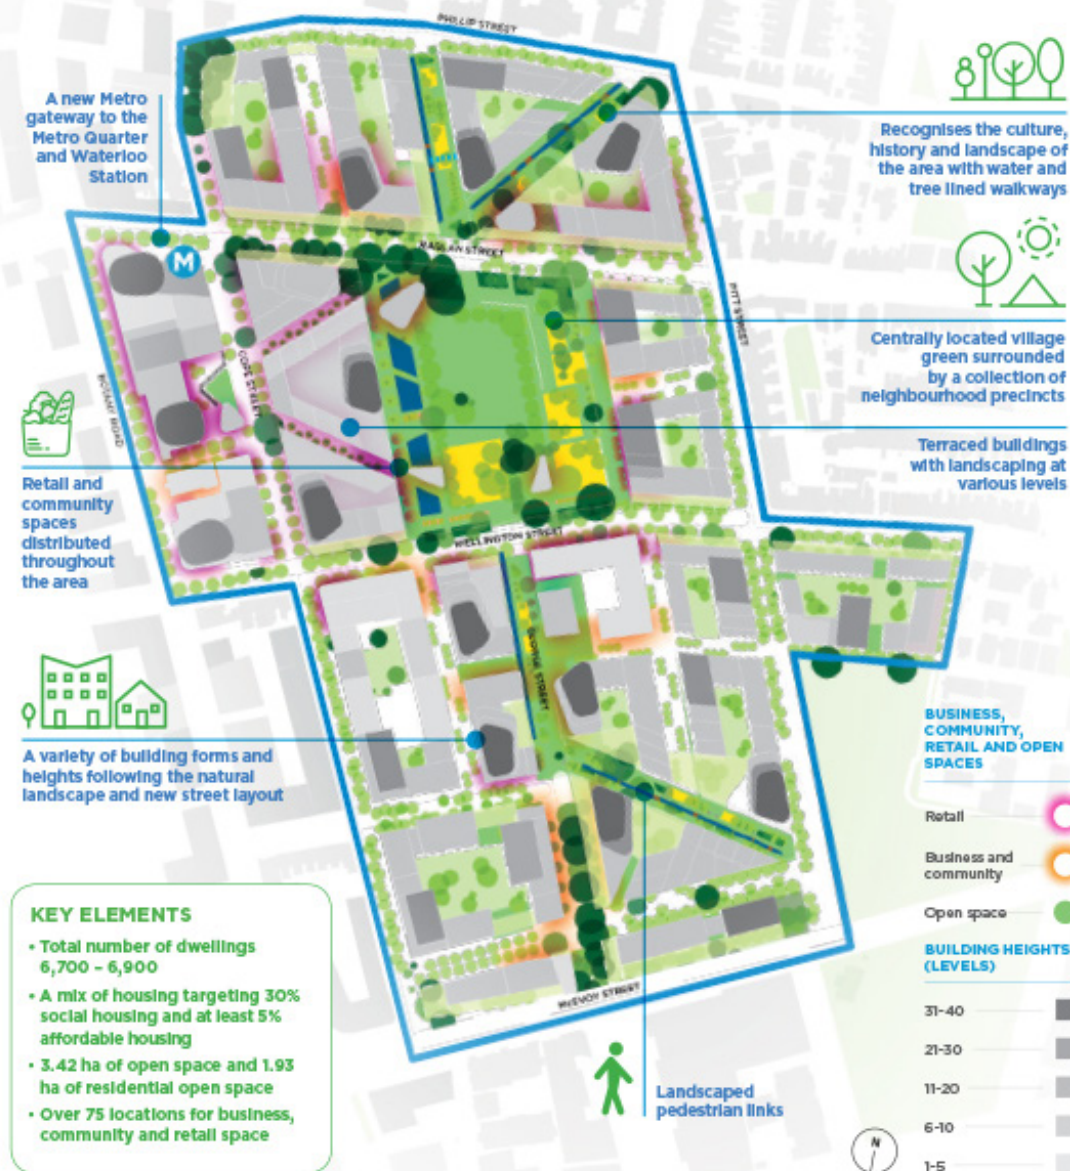 PHILLIP STREET
A new Metro
gateway to the
Metro Quarter
and Waterloo
Station
Recognises the culture,
history and landscape of
the area with water and
tree lined walkways
RAGLAN STREET
M
PITT STREET
Centrally located village
green surrounded
by a collection of
neighbourhood precincts
COPE STREET
BOTANY ROAD
Terraced buildings
with landscaping at
various levels
Retail and
community
spaces
distributed
throughout
the area
WELLINGTON STREET
GEORGE STREET
A variety of building forms and
heights following the natural
landscape and new street layout
BUSINESS,
COMMUNITY,
RETAIL AND OPEN
SPACES
Retail
Business and
community
Open space
BUILDING HEIGHTS
(LEVELS)
31-40
21-30
11-20
6-10
1-5
KEY ELEMENTS
• Total number of dwellings
6,700 – 6,900
• A mix of housing targeting 30%
social housing and at least 5%
affordable housing
• 3.42 ha of open space and 1.93
ha of residential open space
• Over 75 locations for business,
community and retail space
McEVOY STREET
Landscaped
pedestrian links
N